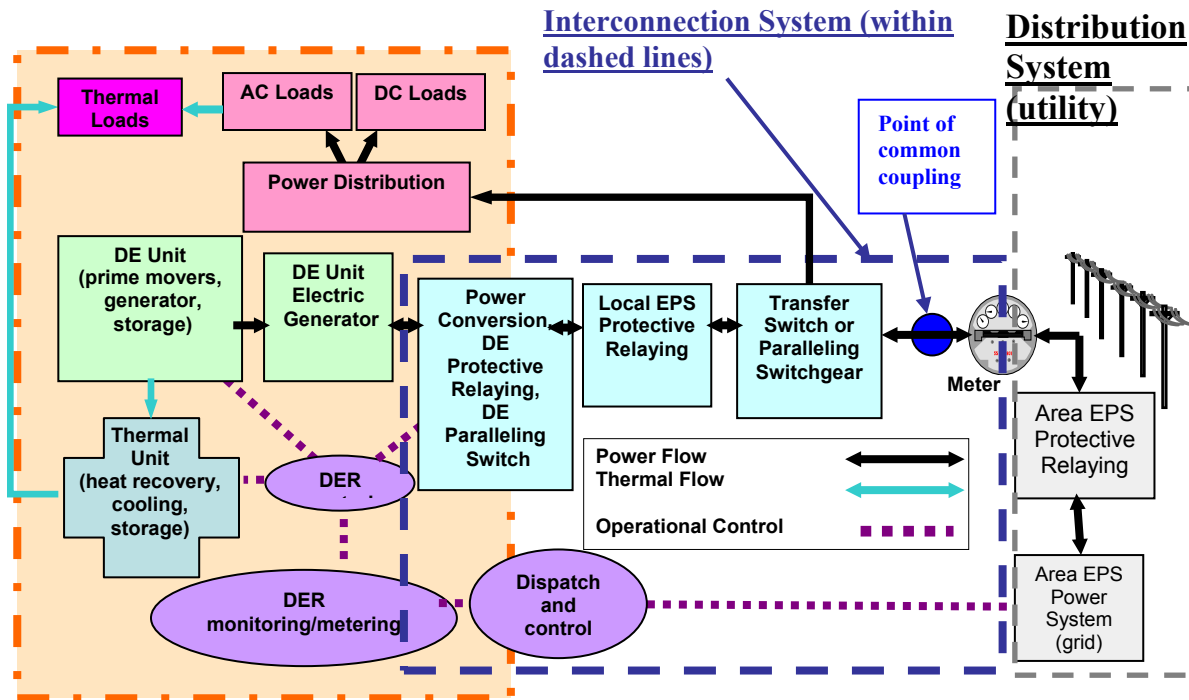 Interconnection System (within
dashed lines)
Distribution
System
(utility)
Thermal
Loads
AC Loads
DC Loads
Point of
common
coupling
Power Distribution
DE Unit
(prime movers,
generator,
storage)
DE Unit
Electric
Generator
Power
Conversion,
DE
Protective
Relaying,
DE
Paralleling
Switch
Local EPS
Protective
Relaying
Transfer
Switch or
Paralleling
Switchgear
Meter
Area EPS
Protective
Relaying
Thermal
Unit
(heat recovery,
cooling,
storage)
DER
Power Flow
Thermal Flow
Operational Control
DER
monitoring/metering
Dispatch
and
control
Area EPS
Power
System
(grid)